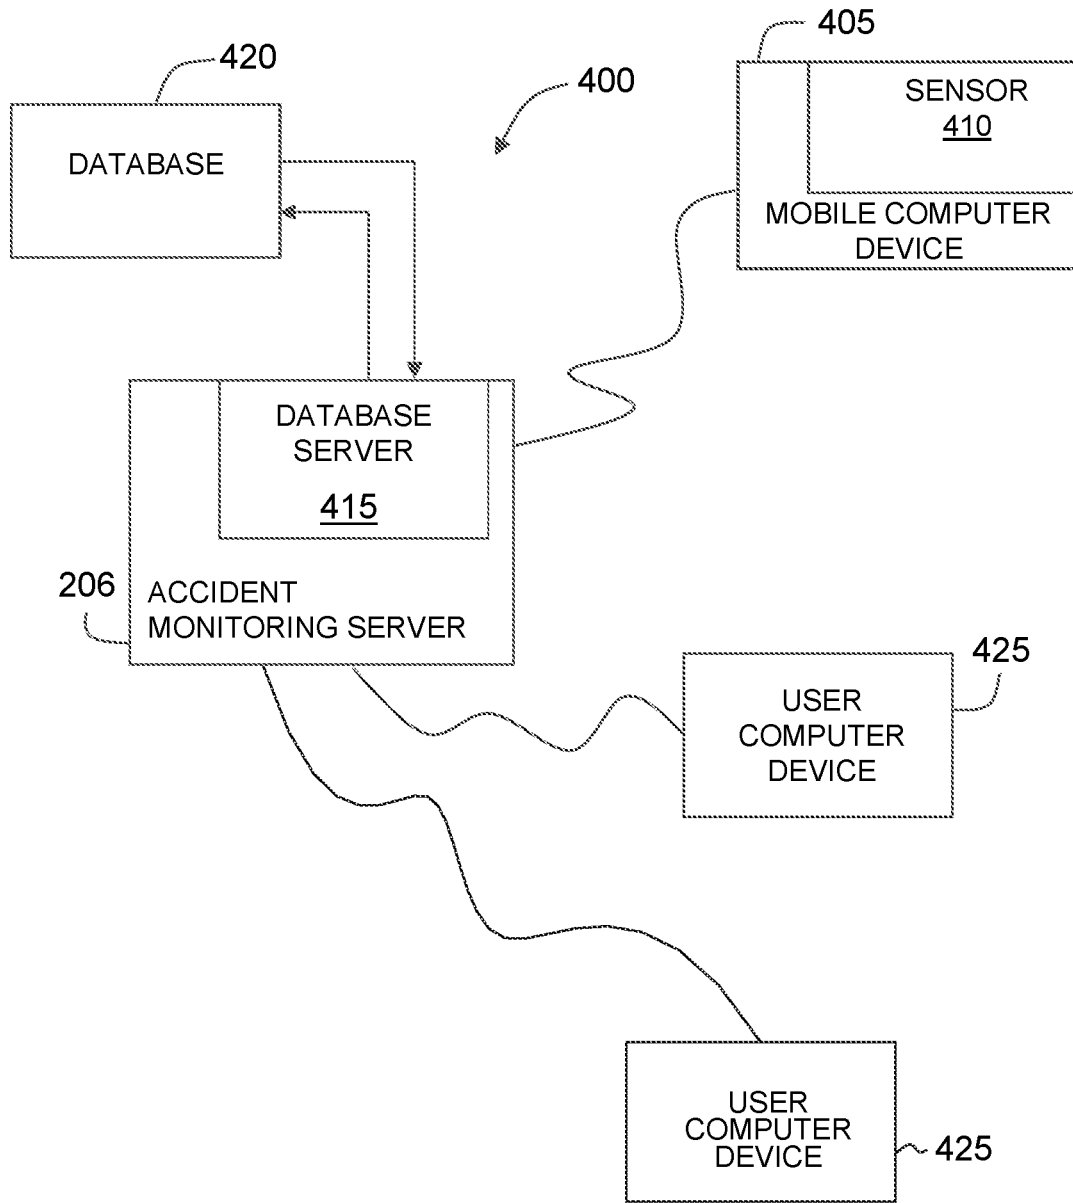 405
420
400
SENSOR
410
DATABASE
MOBILE COMPUTER
DEVICE
DATABASE
SERVER
415
206
ACCIDENT
MONITORING SERVER
425
USER
COMPUTER
DEVICE
USER
COMPUTER
DEVICE
425